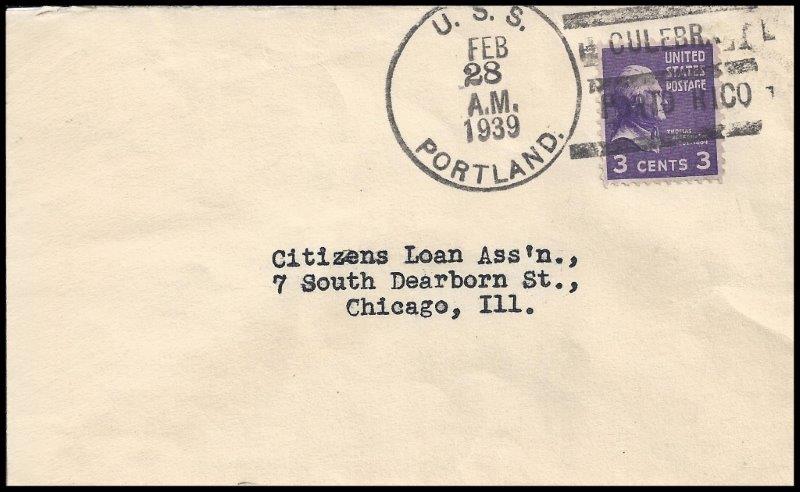 U. S. S.
FEB
28
A.M.
1939
PORTLAND.
CULEBR
RICO
UNITED
STATES
POSTAGE
THOMAS
3 CENTS 3
Citizens Loan Ass'n.,
7 South Dearborn St.,
Chicago, Ill.